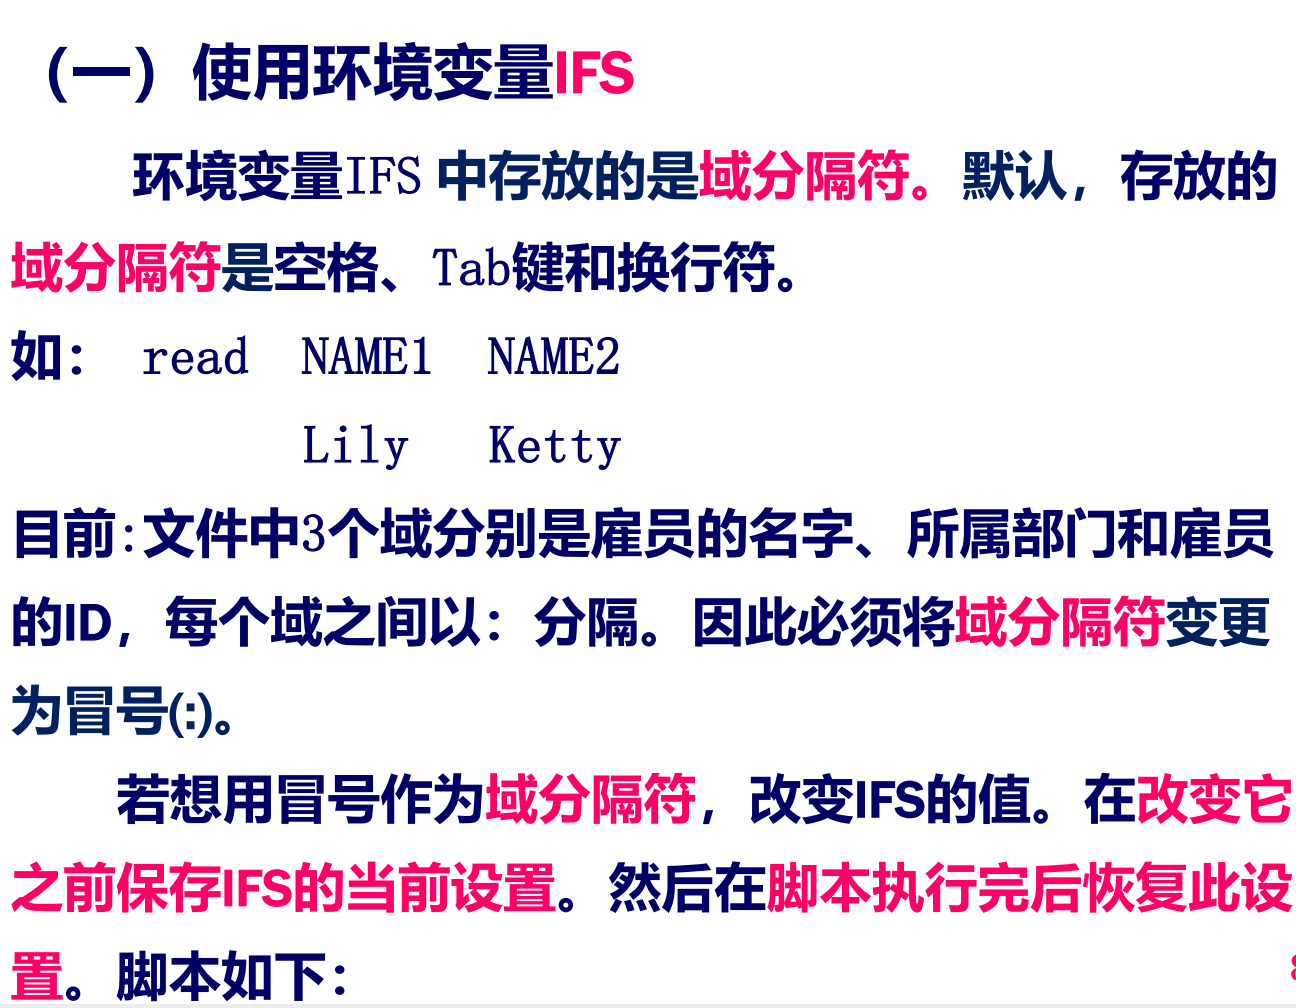 （一）使用环境变量IFS
环境变量IFS 中存放的是域分隔符。默认，存放的
域分隔符是空格、Tab键和换行符。
如： read NAME1 NAME2
Lily Ketty
目前:文件中3个域分别是雇员的名字、所属部门和雇员
的ID，每个域之间以：分隔。因此必须将域分隔符变更
为冒号(:)。
若想用冒号作为域分隔符，改变IFS的值。在改变它
之前保存IFS的当前设置。然后在脚本执行完后恢复此设
置。脚本如下：